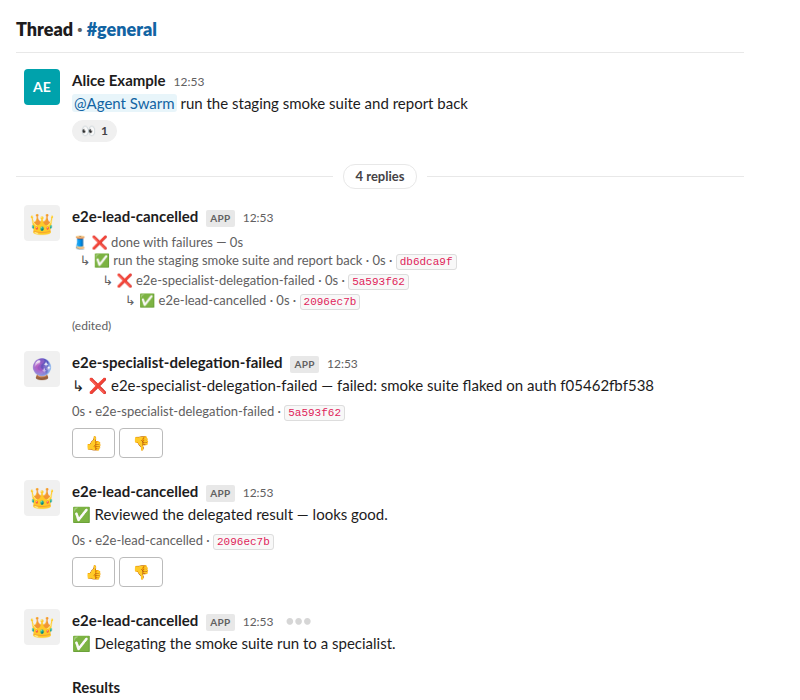 Thread • #general
AE
Alice Example 12:53
@Agent Swarm run the staging smoke suite and report back
👀 1
4 replies
e2e-lead-cancelled APP 12:53
🧵 ❌ done with failures — 0s
↳ ✅ run the staging smoke suite and report back · 0s · db6dca9f
↳ ❌ e2e-specialist-delegation-failed · 0s · 5a593f62
↳ ✅ e2e-lead-cancelled · 0s · 2096ec7b
(edited)
e2e-specialist-delegation-failed APP 12:53
↳ ❌ e2e-specialist-delegation-failed — failed: smoke suite flaked on auth f05462fbf538
0s · e2e-specialist-delegation-failed · 5a593f62
👍 👎
e2e-lead-cancelled APP 12:53
✅ Reviewed the delegated result — looks good.
0s · e2e-lead-cancelled · 2096ec7b
👍 👎
e2e-lead-cancelled APP 12:53
✅ Delegating the smoke suite run to a specialist.
Results